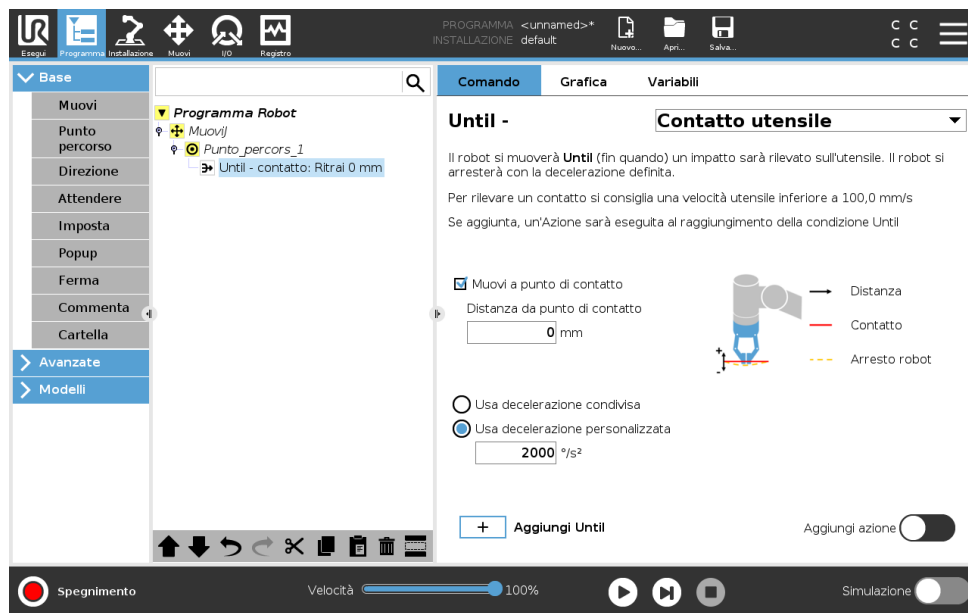 UR
Esegui
Programma
Installazione
Muovi
I/O
Registro
PROGRAMMA <unnamed>*
INSTALLAZIONE default
Nuovo...
Apri...
Salva...
C C
C C
Base
Muovi
Punto
percorso
Direzione
Attendere
Imposta
Popup
Ferma
Commenta
Cartella
Avanzate
Modelli
Programma Robot
MuoviJ
Punto_percors_1
Until - contatto: Ritrai 0 mm
Comando
Grafica
Variabili
Until -
Contatto utensile
Il robot si muoverà Until (fin quando) un impatto sarà rilevato sull'utensile. Il robot si
arresterà con la decelerazione definita.
Per rilevare un contatto si consiglia una velocità utensile inferiore a 100,0 mm/s
Se aggiunta, un'Azione sarà eseguita al raggiungimento della condizione Until
Muovi a punto di contatto
Distanza da punto di contatto
0 mm
+
-
Distanza
Contatto
Arresto robot
Usa decelerazione condivisa
Usa decelerazione personalizzata
2000 °/s²
+ Aggiungi Until
Aggiungi azione
Spegnimento
Velocità
100%
Simulazione